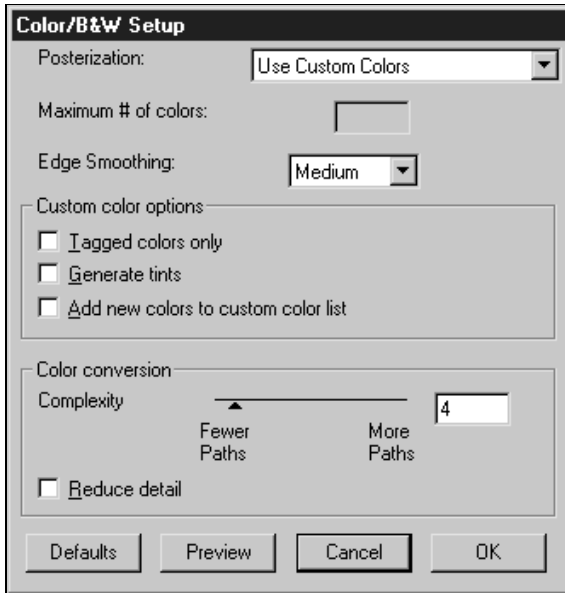 Color/B&W Setup
Posterization: Use Custom Colors
Maximum # of colors:
Edge Smoothing: Medium
Custom color options
Tagged colors only
Generate tints
Add new colors to custom color list
Color conversion
Complexity 4
Fewer More
Paths Paths
Reduce detail
Defaults Preview Cancel OK